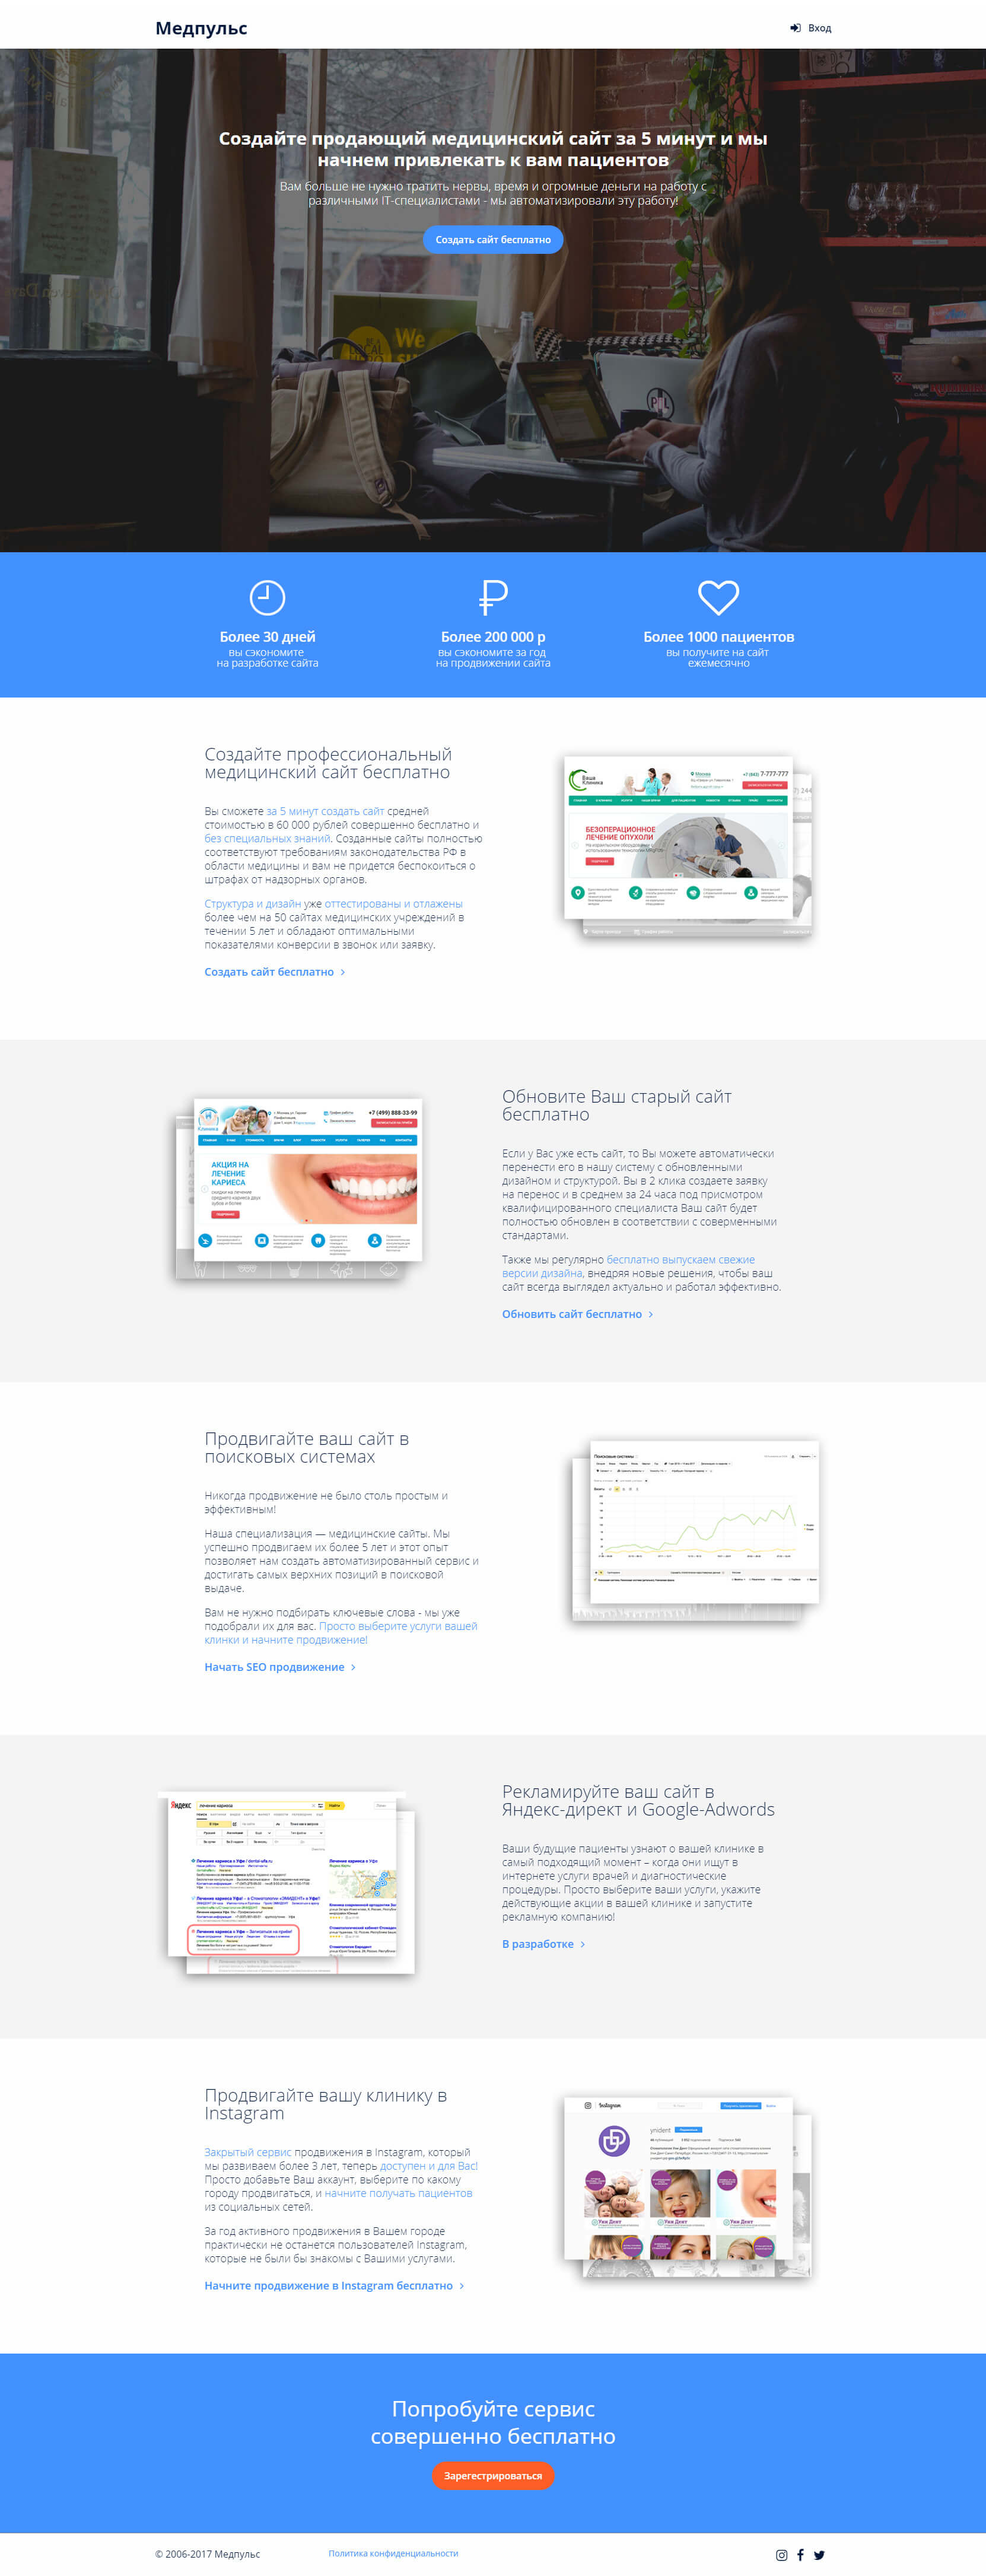 Медпульс
Вход
Создайте продающий медицинский сайт за 5 минут и мы
начнем привлекать к вам пациентов
Вам больше не нужно тратить нервы, время и огромные деньги на работу с
различными IT-специалистами - мы автоматизировали эту работу!
Создать сайт бесплатно
Более 30 дней
вы сэкономите
на разработке сайта
Более 200 000 р
вы сэкономите за год
на продвижении сайта
Более 1000 пациентов
вы получите на сайт
ежемесячно
Создайте профессиональный
медицинский сайт бесплатно
Вы сможете за 5 минут создать сайт средней
стоимостью в 60 000 рублей совершенно бесплатно и
без специальных знаний. Созданные сайты полностью
соответствуют требованиям законодательства РФ в
области медицины и вам не придется беспокоиться о
штрафах от надзорных органов.
Структура и дизайн уже оттестированы и отлажены
более чем на 50 сайтах медицинских учреждений в
течении 5 лет и обладают оптимальными
показателями конверсии в звонок или заявку.
Создать сайт бесплатно
Ваша
Клиника
БЕЗОПЕРАЦИОННОЕ
ЛЕЧЕНИЕ ОПУХОЛИ
Клиника
+7 (499) 888-33-99
АКЦИЯ НА
ЛЕЧЕНИЕ
КАРИЕСА
Обновите Ваш старый сайт
бесплатно
Если у Вас уже есть сайт, то Вы можете автоматически
перенести его в нашу систему с обновленными
дизайном и структурой. Вы в 2 клика создаете заявку
на перенос и в среднем за 24 часа под присмотром
квалифицированного специалиста Ваш сайт будет
полностью обновлен в соответствии с соверменными
стандартами.
Также мы регулярно бесплатно выпускаем свежие
версии дизайна, внедряя новые решения, чтобы ваш
сайт всегда выглядел актуально и работал эффективно.
Обновить сайт бесплатно
Продвигайте ваш сайт в
поисковых системах
Никогда продвижение не было столь простым и
эффективным!
Наша специализация — медицинские сайты. Мы
успешно продвигаем их более 5 лет и этот опыт
позволяет нам создать автоматизированный сервис и
достигать самых верхних позиций в поисковой
выдаче.
Вам не нужно подбирать ключевые слова - мы уже
подобрали их для вас. Просто выберите услуги вашей
клинки и начните продвижение!
Начать SEO продвижение
Поисковые системы
Яндекс
лечение кариеса
Найти
Рекламируйте ваш сайт в
Яндекс-директ и Google-Adwords
Ваши будущие пациенты узнают о вашей клинике в
самый подходящий момент – когда они ищут в
интернете услуги врачей и диагностические
процедуры. Просто выберите ваши услуги, укажите
действующие акции в вашей клинике и запустите
рекламную компанию!
В разработке
Продвигайте вашу клинику в
Instagram
Закрытый сервис продвижения в Instagram, который
мы развиваем более 3 лет, теперь доступен и для Вас!
Просто добавьте Ваш аккаунт, выберите по какому
городу продвигаться, и начните получать пациентов
из социальных сетей.
За год активного продвижения в Вашем городе
практически не останется пользователей Instagram,
которые не были бы знакомы с Вашими услугами.
Начните продвижение в Instagram бесплатно
Instagram
ynident
Попробуйте сервис
совершенно бесплатно
Зарегестрироваться
© 2006-2017 Медпульс
Политика конфиденциальности